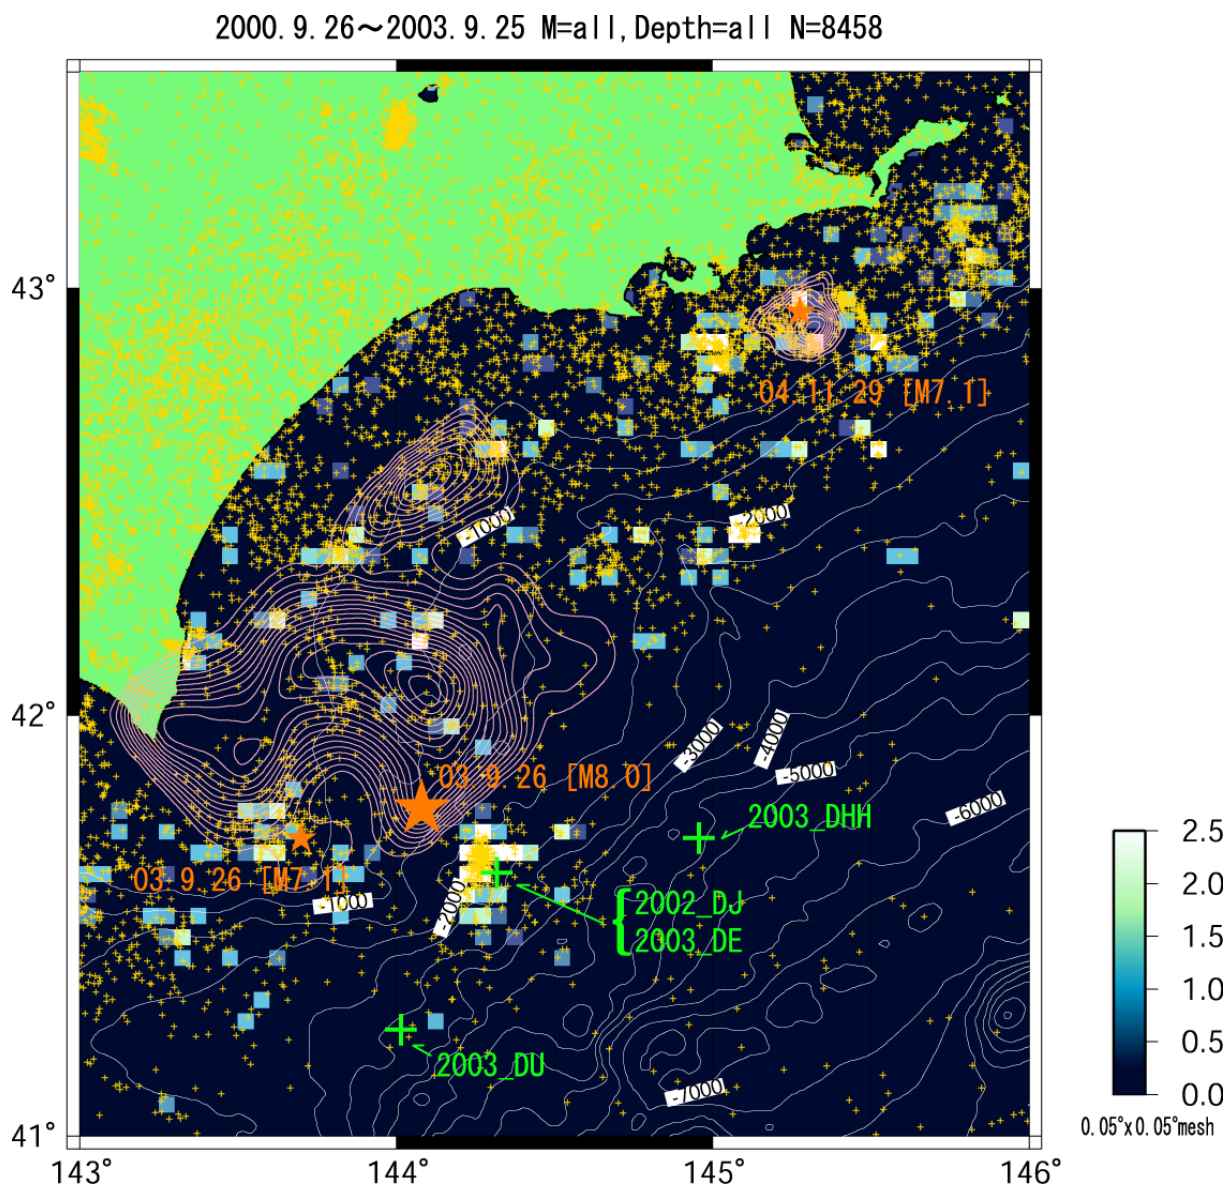 2000.9.26～2003.9.25 M=all,Depth=all N=8458
43°
04.11.29 [M7.1]
-1000
-2000
42°
-3000
-4000
-5000
03.9.26 [M8.0]
-6000
2003_DHH
03.9.26 [M7.1]
-1000
-2000
2002_DJ
2003_DE
2003_DU
-7000
41°
143°
144°
145°
146°
2.5
2.0
1.5
1.0
0.5
0.0
0.05°x0.05°mesh